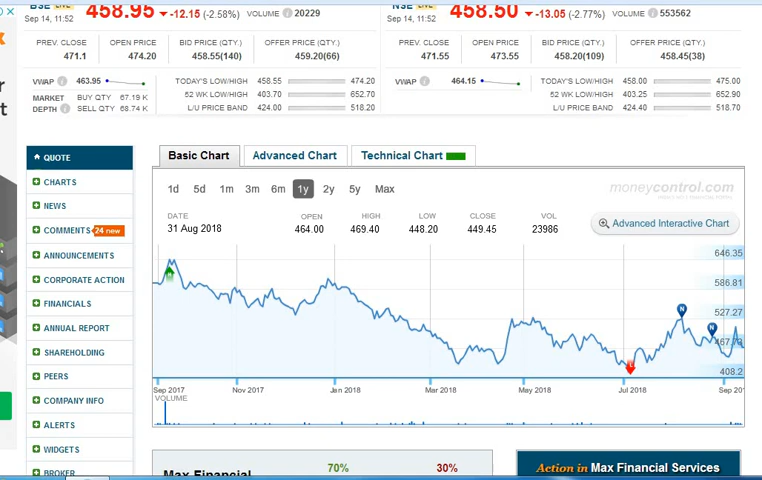 BSE LIVE 458.95 -12.15 (-2.58%) VOLUME 20229
Sep 14, 11:52
NSE LIVE 458.50 -13.05 (-2.77%) VOLUME 553562
Sep 14, 11:52
PREV. CLOSE OPEN PRICE BID PRICE (QTY.) OFFER PRICE(QTY.)
471.1 474.20 458.55(140) 459.20(66)
PREV. CLOSE OPEN PRICE BID PRICE (QTY.) OFFER PRICE(QTY.)
471.55 473.55 458.20(109) 458.45(38)
VWAP i 463.95
MARKET BUY QTY 67.19 K
DEPTH i SELL QTY 68.74 K
TODAY'S LOW/HIGH 458.55 474.20
52 WK LOW/HIGH 403.70 652.70
L/U PRICE BAND 424.00 518.20
VWAP i 464.15
TODAY'S LOW/HIGH 458.00 475.00
52 WK LOW/HIGH 403.25 652.90
L/U PRICE BAND 424.40 518.70
QUOTE
CHARTS
NEWS
COMMENTS 24 new
ANNOUNCEMENTS
CORPORATE ACTION
FINANCIALS
ANNUAL REPORT
SHAREHOLDING
PEERS
COMPANY INFO
ALERTS
WIDGETS
BROKER
Basic Chart Advanced Chart Technical Chart
1d 5d 1m 3m 6m 1y 2y 5y Max
moneycontrol.com
DATE OPEN HIGH LOW CLOSE VOL
31 Aug 2018 464.00 469.40 448.20 449.45 23986
Advanced Interactive Chart
646.35
586.81
527.27
467.73
408.2
N
N
Sep 2017 Nov 2017 Jan 2018 Mar 2018 May 2018 Jul 2018 Sep 201
VOLUME
Max Financial 70% 30%
Action in Max Financial Services